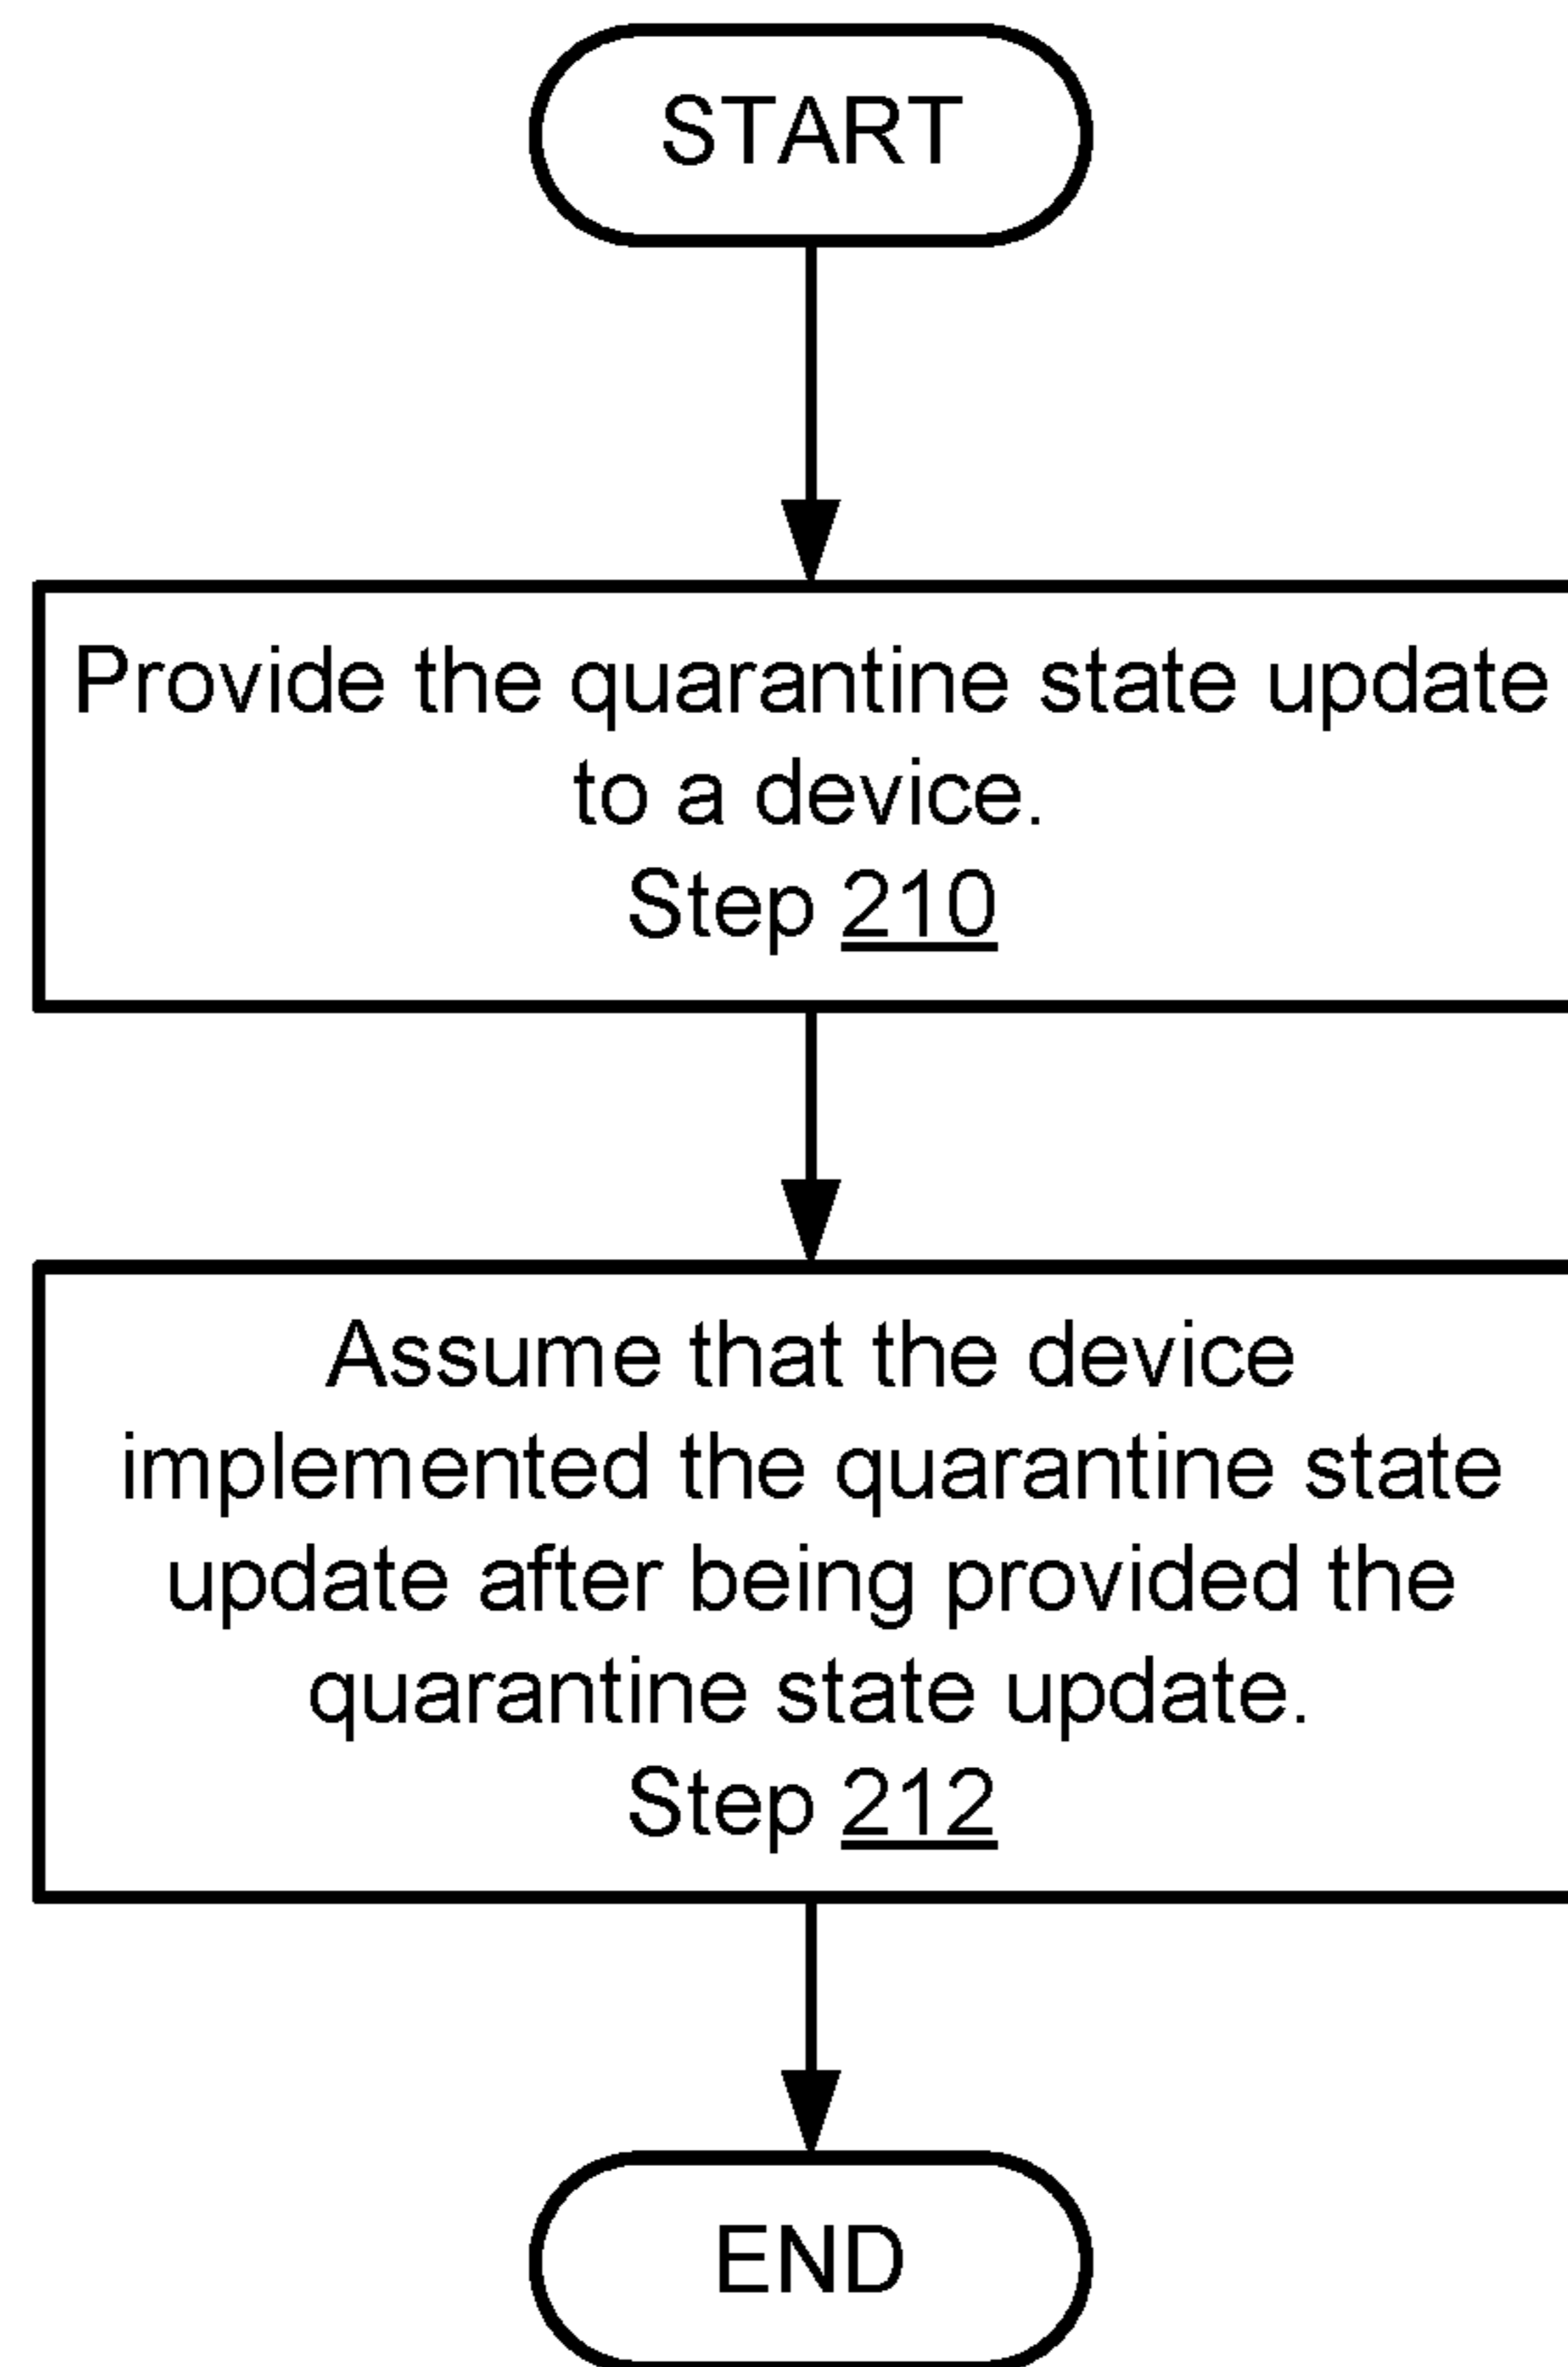 START
Provide the quarantine state update
to a device.
Step 210
Assume that the device
implemented the quarantine state
update after being provided the
quarantine state update.
Step 212
END